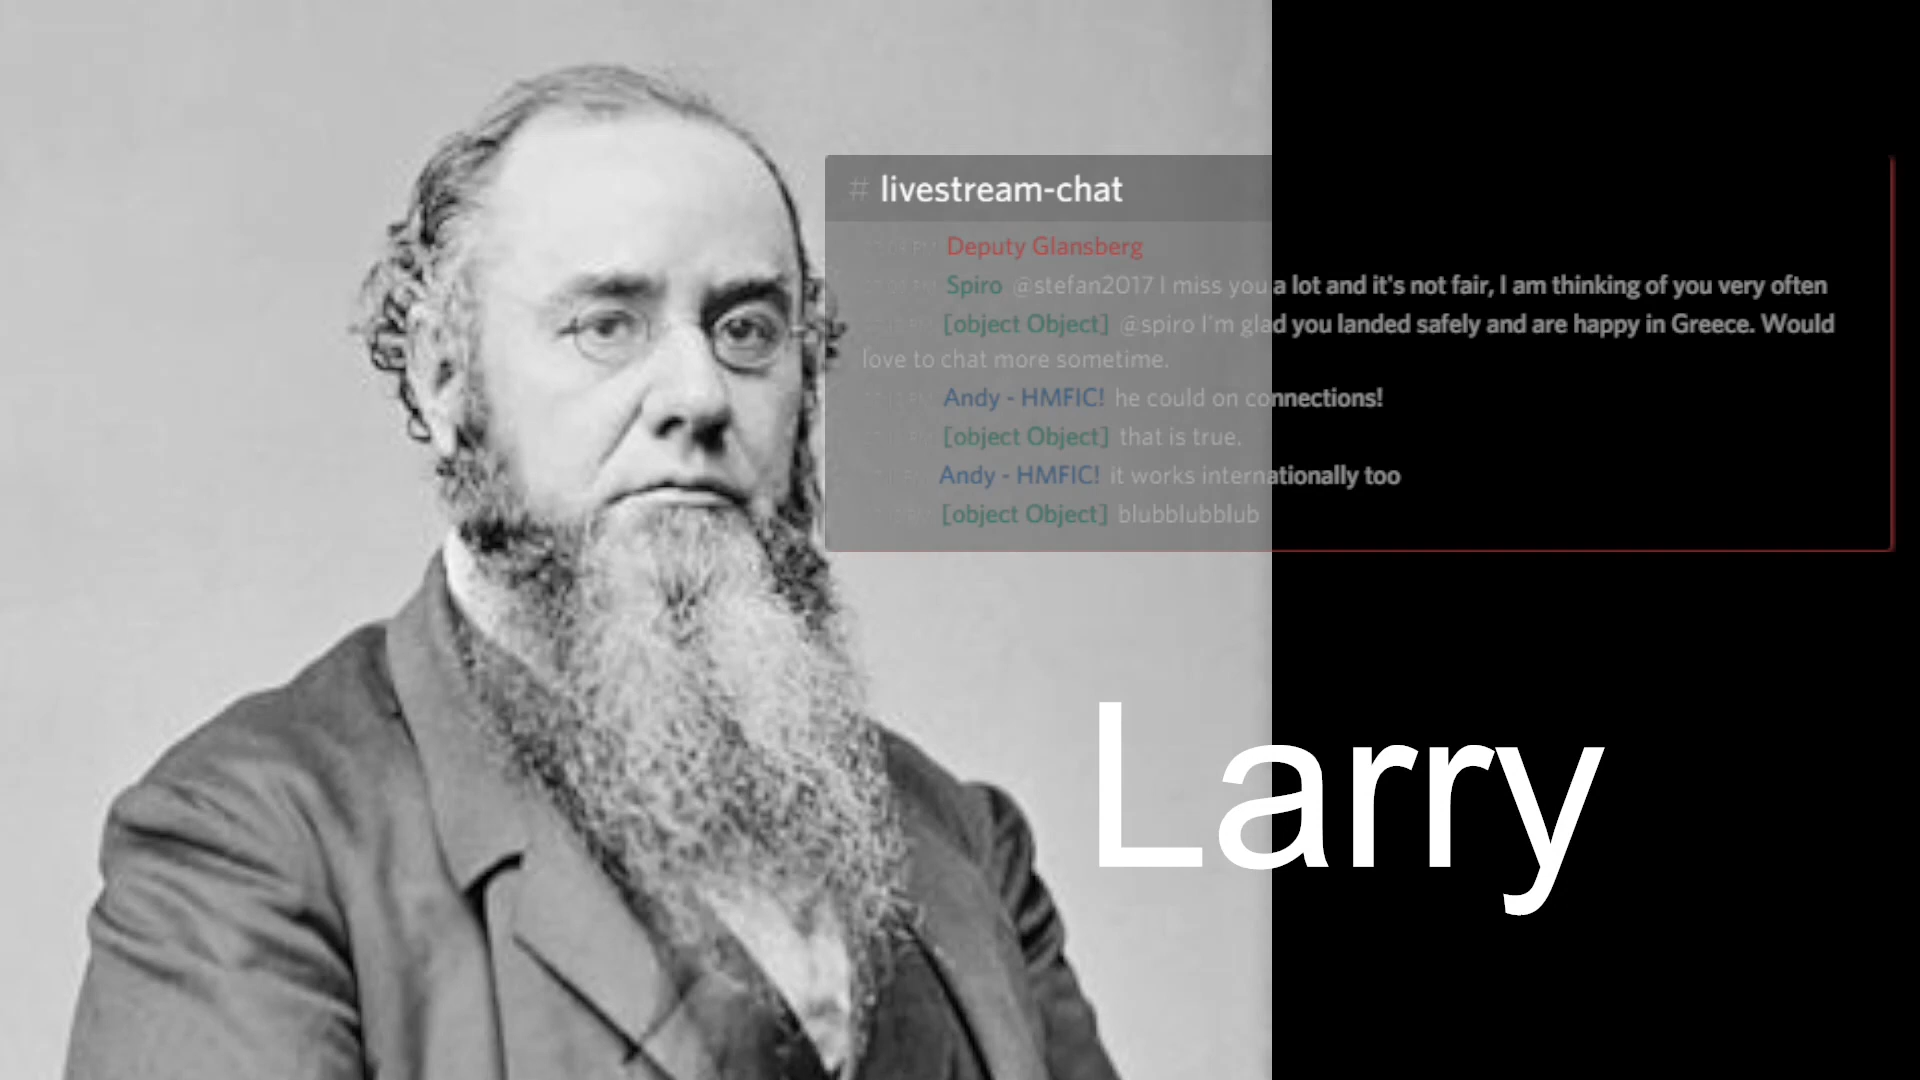 # livestream-chat
Deputy Glansberg
Spiro @stefan2017 I miss you a lot and it's not fair, I am thinking of you very often
[object Object] @spiro I'm glad you landed safely and are happy in Greece. Would
love to chat more sometime.
Andy - HMFIC! he could on connections!
[object Object] that is true.
Andy - HMFIC! it works internationally too
[object Object] blubblubblub
Larry